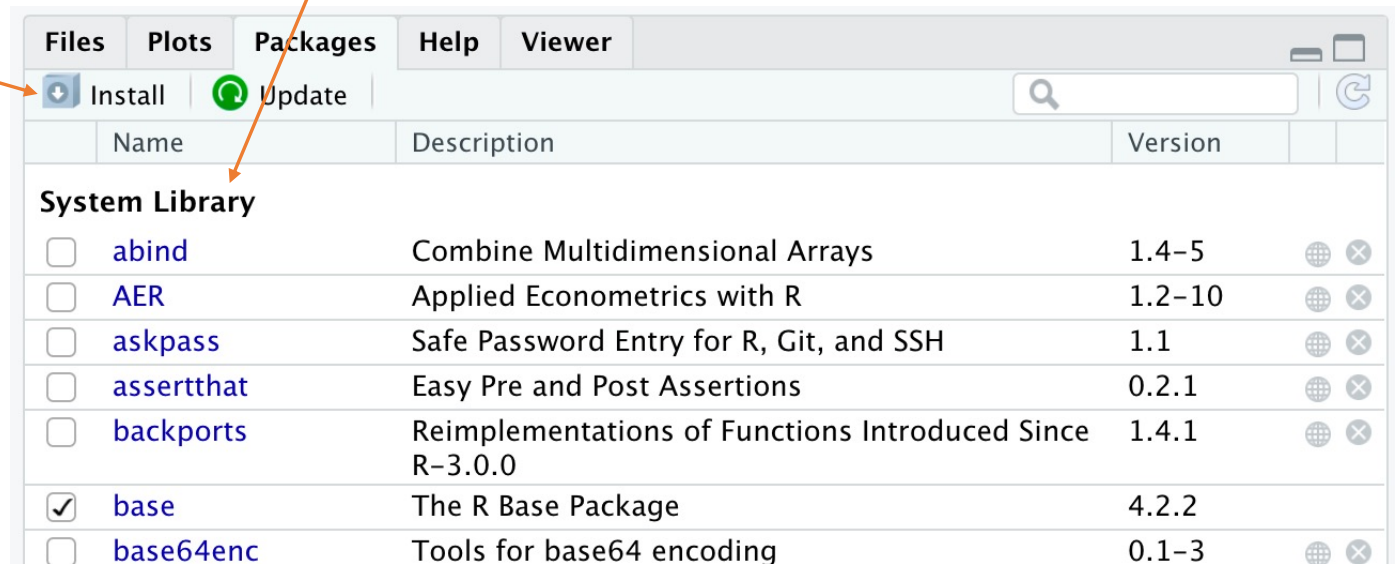 Files Plots Packages Help Viewer
Install Update
Name Description Version
System Library
abind Combine Multidimensional Arrays 1.4-5
AER Applied Econometrics with R 1.2-10
askpass Safe Password Entry for R, Git, and SSH 1.1
assertthat Easy Pre and Post Assertions 0.2.1
backports Reimplementations of Functions Introduced Since 1.4.1
R-3.0.0
base The R Base Package 4.2.2
base64enc Tools for base64 encoding 0.1-3